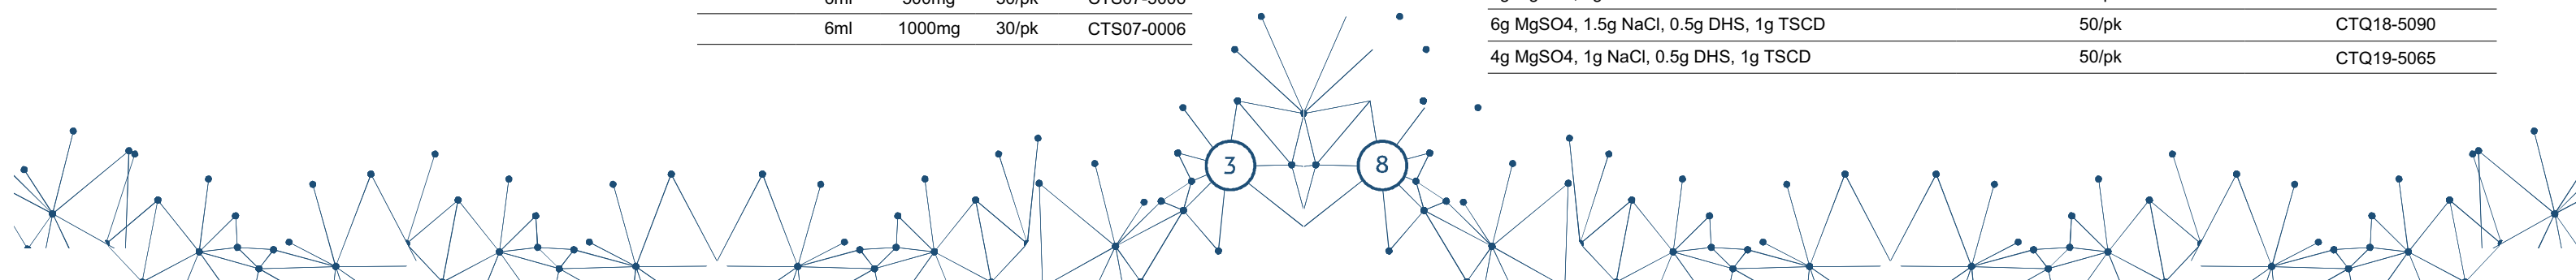 6ml 1000mg 30/pk CTS07-0006
6g MgSO4, 1.5g NaCl, 0.5g DHS, 1g TSCD 50/pk CTQ18-5090
4g MgSO4, 1g NaCl, 0.5g DHS, 1g TSCD 50/pk CTQ19-5065
3 8